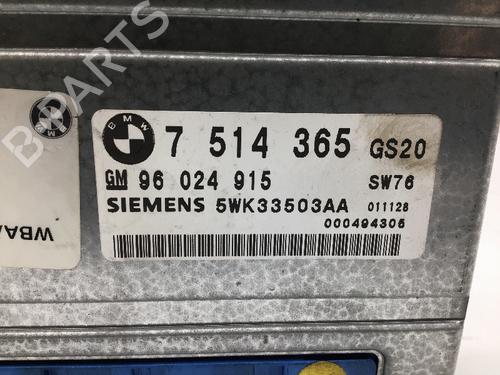 BMW 7 514 365 GS20
GM 96 024 915 SW76
SIEMENS 5WK33503AA 011128
000494306
WBA
B PARTS